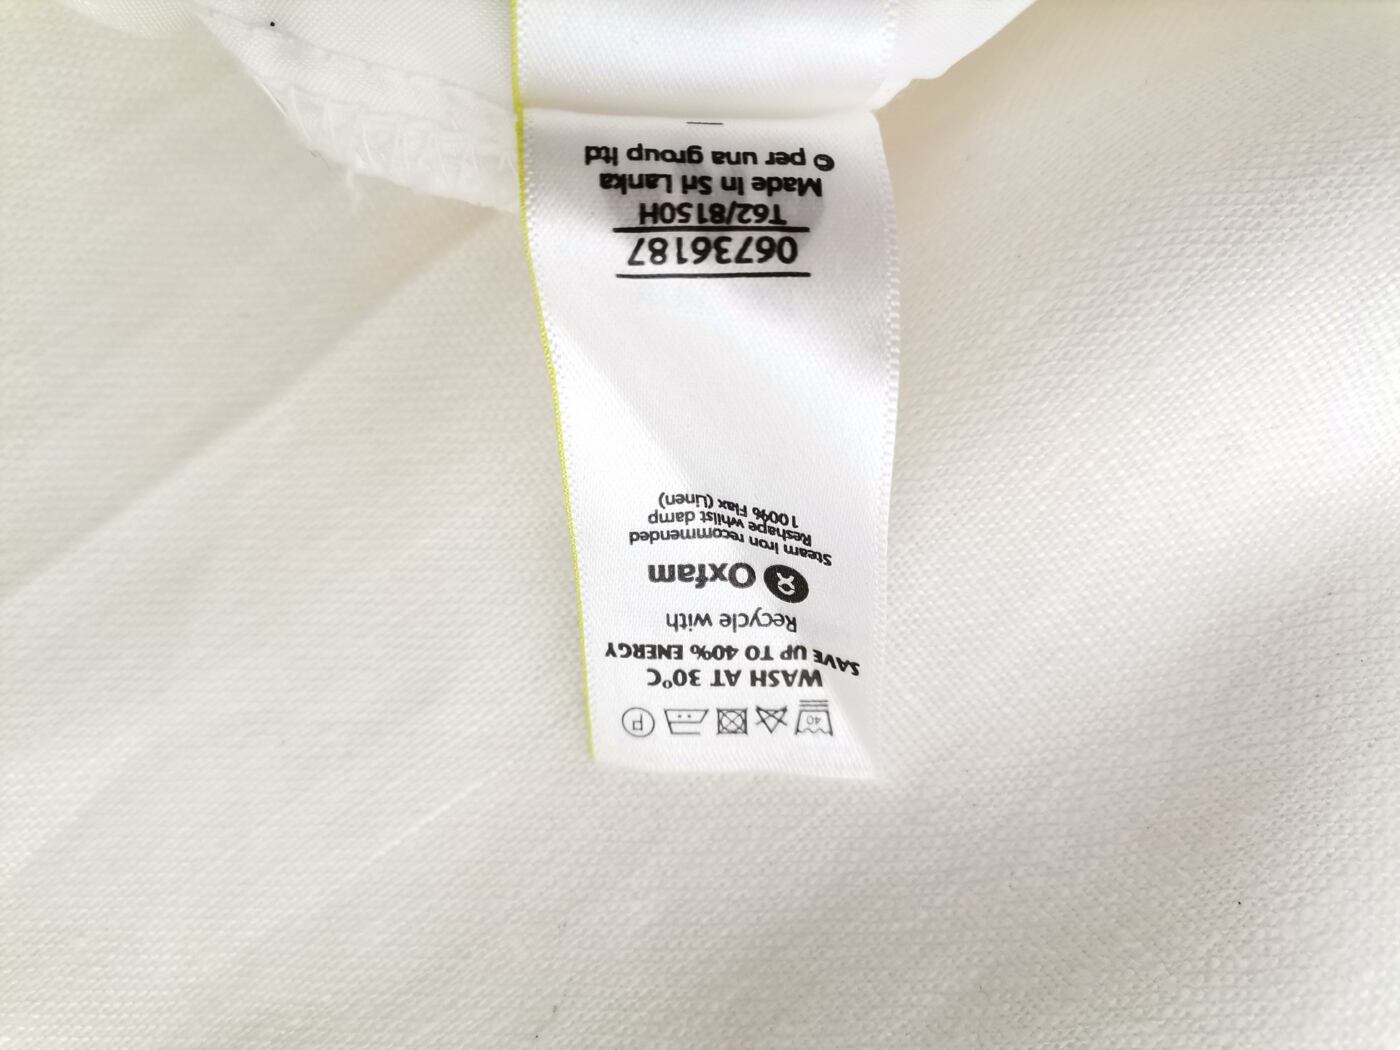 40 P
WASH AT 30°C
SAVE UP TO 40% ENERGY
Recycle with
Oxfam
Steam iron recommended
Reshape whilst damp
100% Flax (Linen)
06736187
T62/8150H
Made In Sri Lanka
© per una group ltd